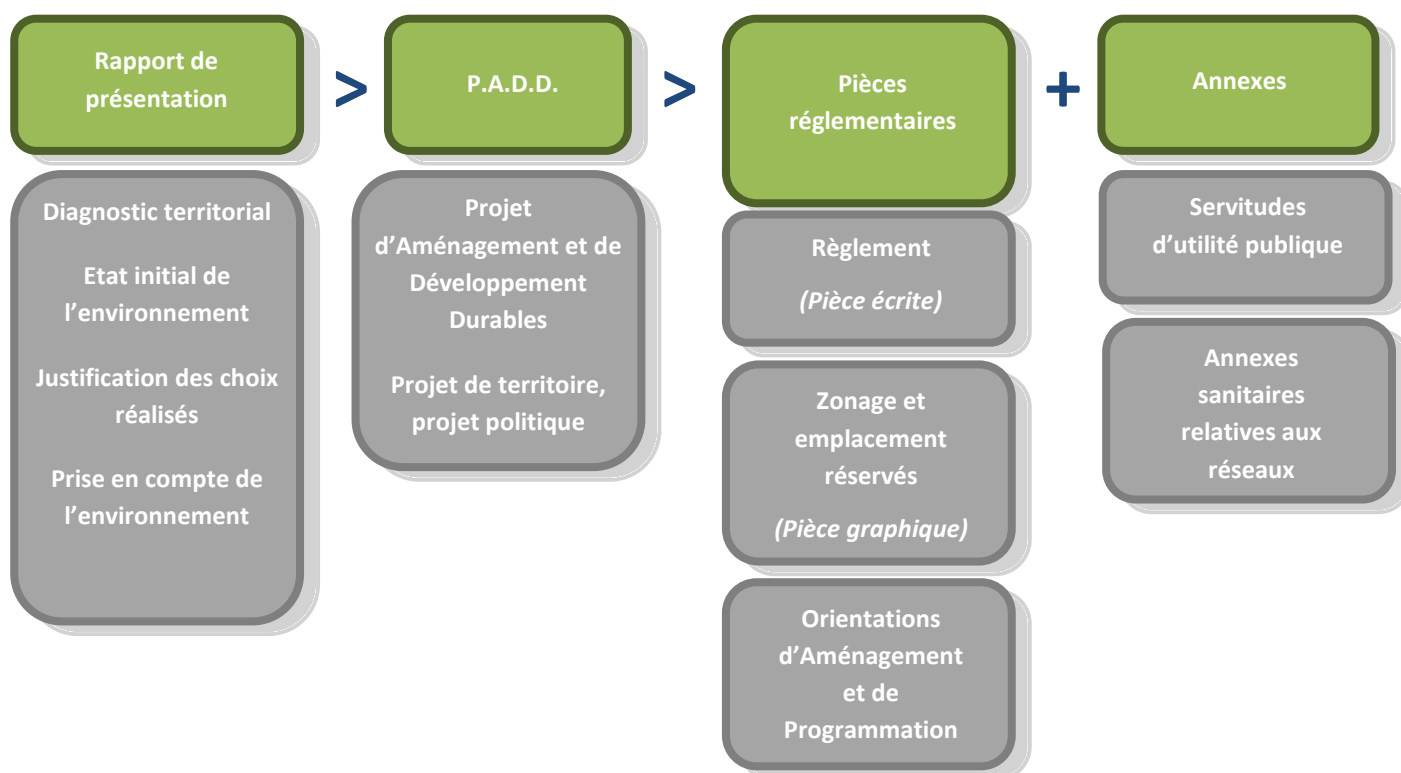 Rapport de
présentation
>
P.A.D.D.
>
Pièces
réglementaires
+
Annexes
Diagnostic territorial
Etat initial de
l'environnement
Justification des choix
réalisés
Prise en compte de
l'environnement
Projet
d'Aménagement et de
Développement
Durables
Projet de territoire,
projet politique
Règlement
(Pièce écrite)
Zonage et
emplacement
réservés
(Pièce graphique)
Orientations
d'Aménagement
et de
Programmation
Servitudes
d'utilité publique
Annexes
sanitaires
relatives aux
réseaux